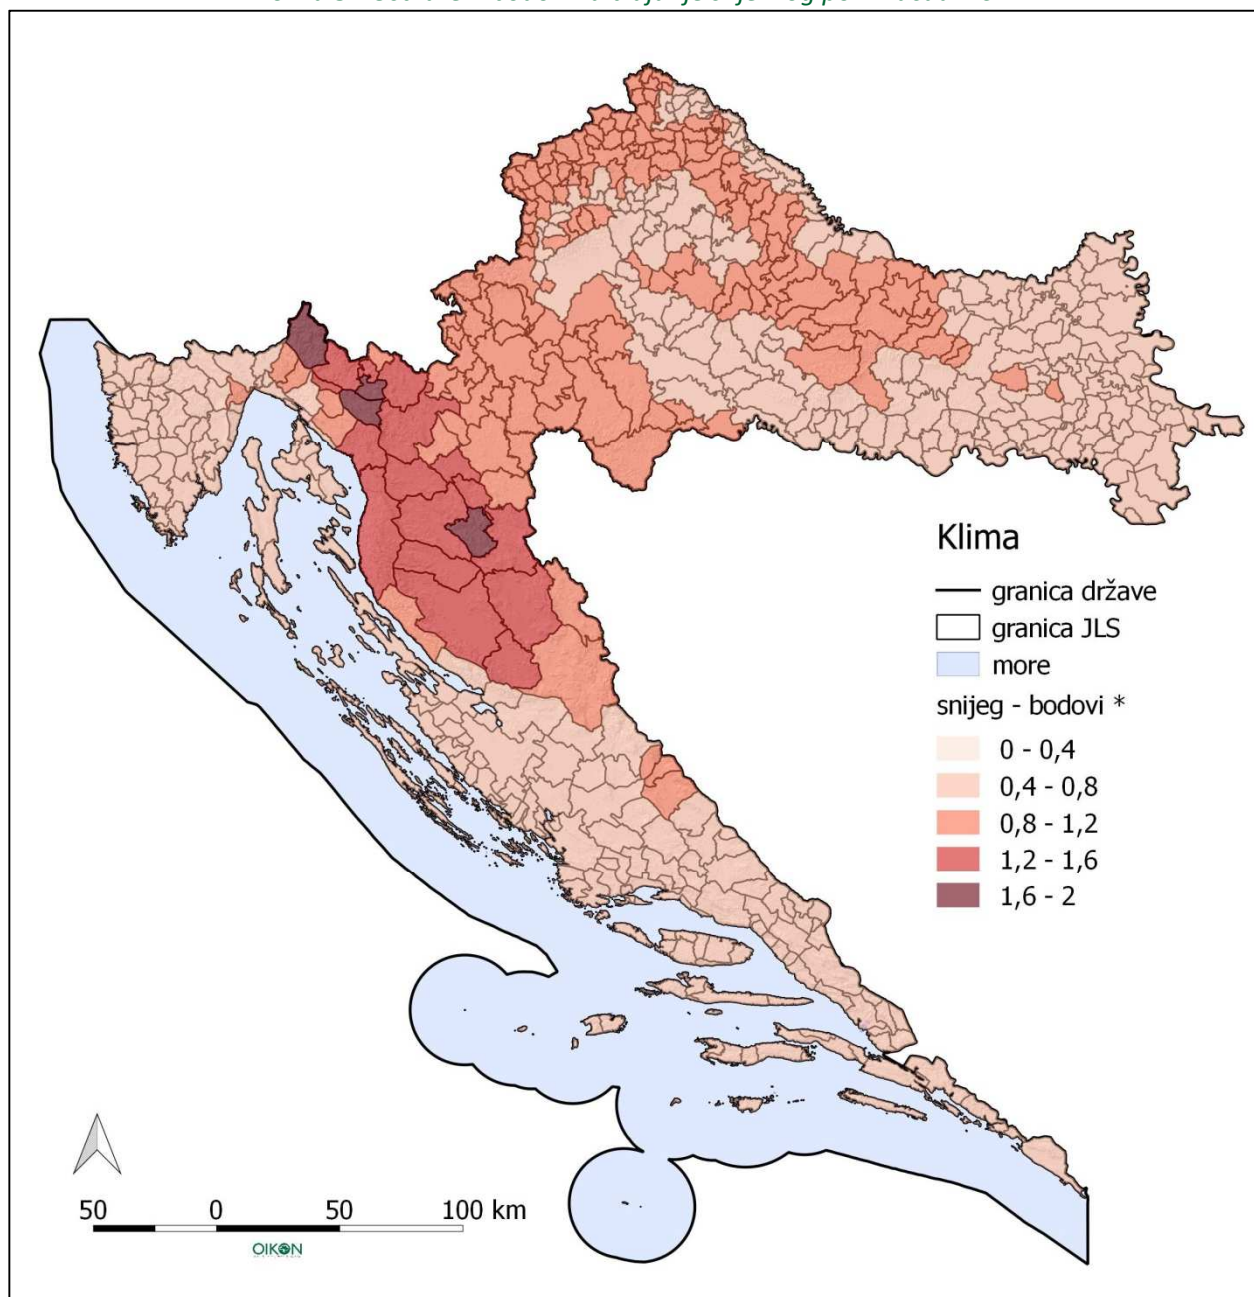 Klima
granica države
granica JLS
more
snijeg - bodovi *
0 - 0,4
0,4 - 0,8
0,8 - 1,2
1,2 - 1,6
1,6 - 2
50 0 50 100 km
OIKON